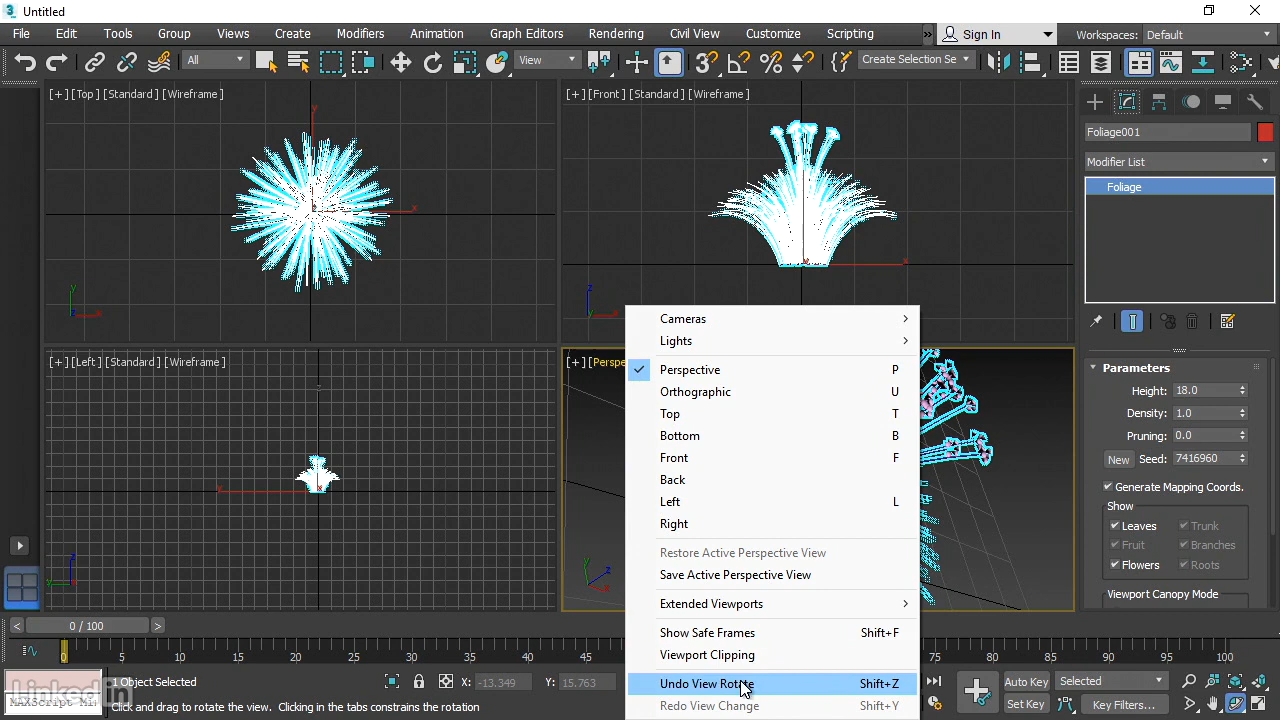 Untitled
File Edit Tools Group Views Create Modifiers Animation Graph Editors Rendering Civil View Customize Scripting » Sign In Workspaces: Default
All View Create Selection Se
[+] [Top] [Standard] [Wireframe]
[+] [Front] [Standard] [Wireframe]
[+] [Left] [Standard] [Wireframe]
[+] [Perspe
Cameras
Lights
Perspective P
Orthographic U
Top T
Bottom B
Front F
Back
Left L
Right
Restore Active Perspective View
Save Active Perspective View
Extended Viewports
Show Safe Frames Shift+F
Viewport Clipping
Undo View Rotate Shift+Z
Redo View Change Shift+Y
Foliage001
Modifier List
Foliage
Parameters
Height: 18.0
Density: 1.0
Pruning: 0.0
New Seed: 7416960
Generate Mapping Coords.
Show
Leaves Trunk
Fruit Branches
Flowers Roots
Viewport Canopy Mode
< 0 / 100 >
0 5 10 15 20 25 30 35 40 45 75 80 85 90 95 100
1 Object Selected X: -13.349 Y: 15.763
Click and drag to rotate the view. Clicking in the tabs constrains the rotation
MAXScript Mi
LinkedIn
Auto Key Selected
Set Key Key Filters...